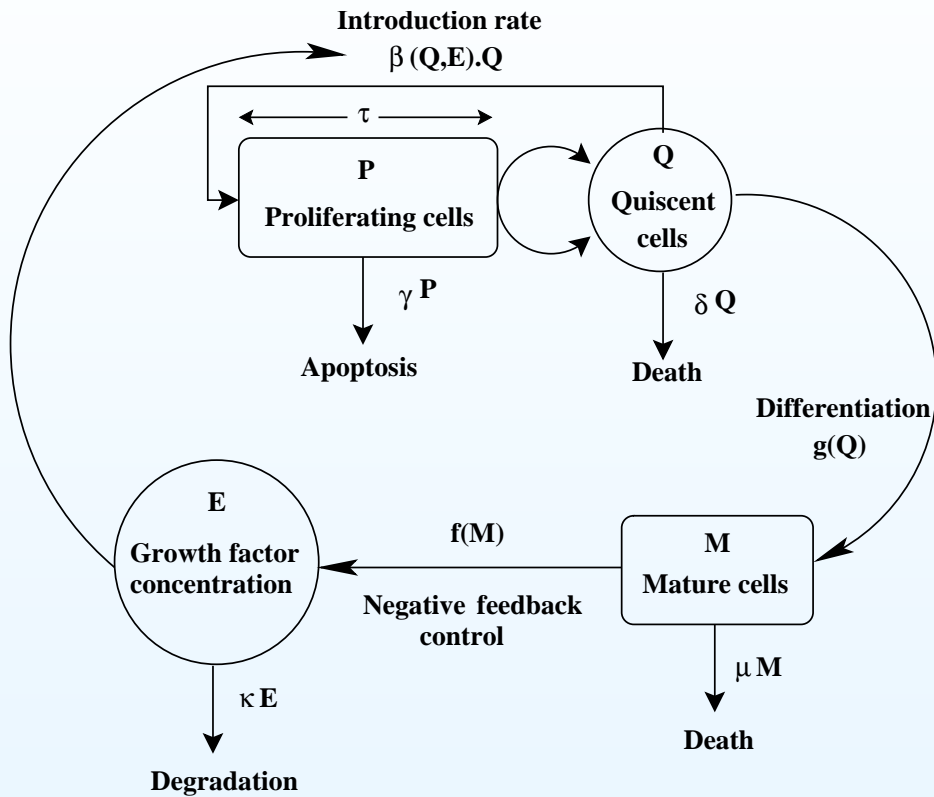 Introduction rate
β (Q,E).Q
τ
P
Proliferating cells
Q
Quiscent
cells
γ P
δ Q
Apoptosis
Death
Differentiation
g(Q)
E
Growth factor
concentration
f(M)
Negative feedback
control
M
Mature cells
κ E
μ M
Death
Degradation